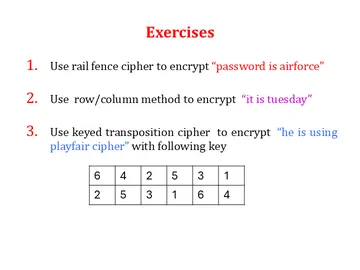 Exercises
1. Use rail fence cipher to encrypt “password is airforce”
2. Use row/column method to encrypt “it is tuesday”
3. Use keyed transposition cipher to encrypt “he is using
playfair cipher” with following key
6 4 2 5 3 1
2 5 3 1 6 4